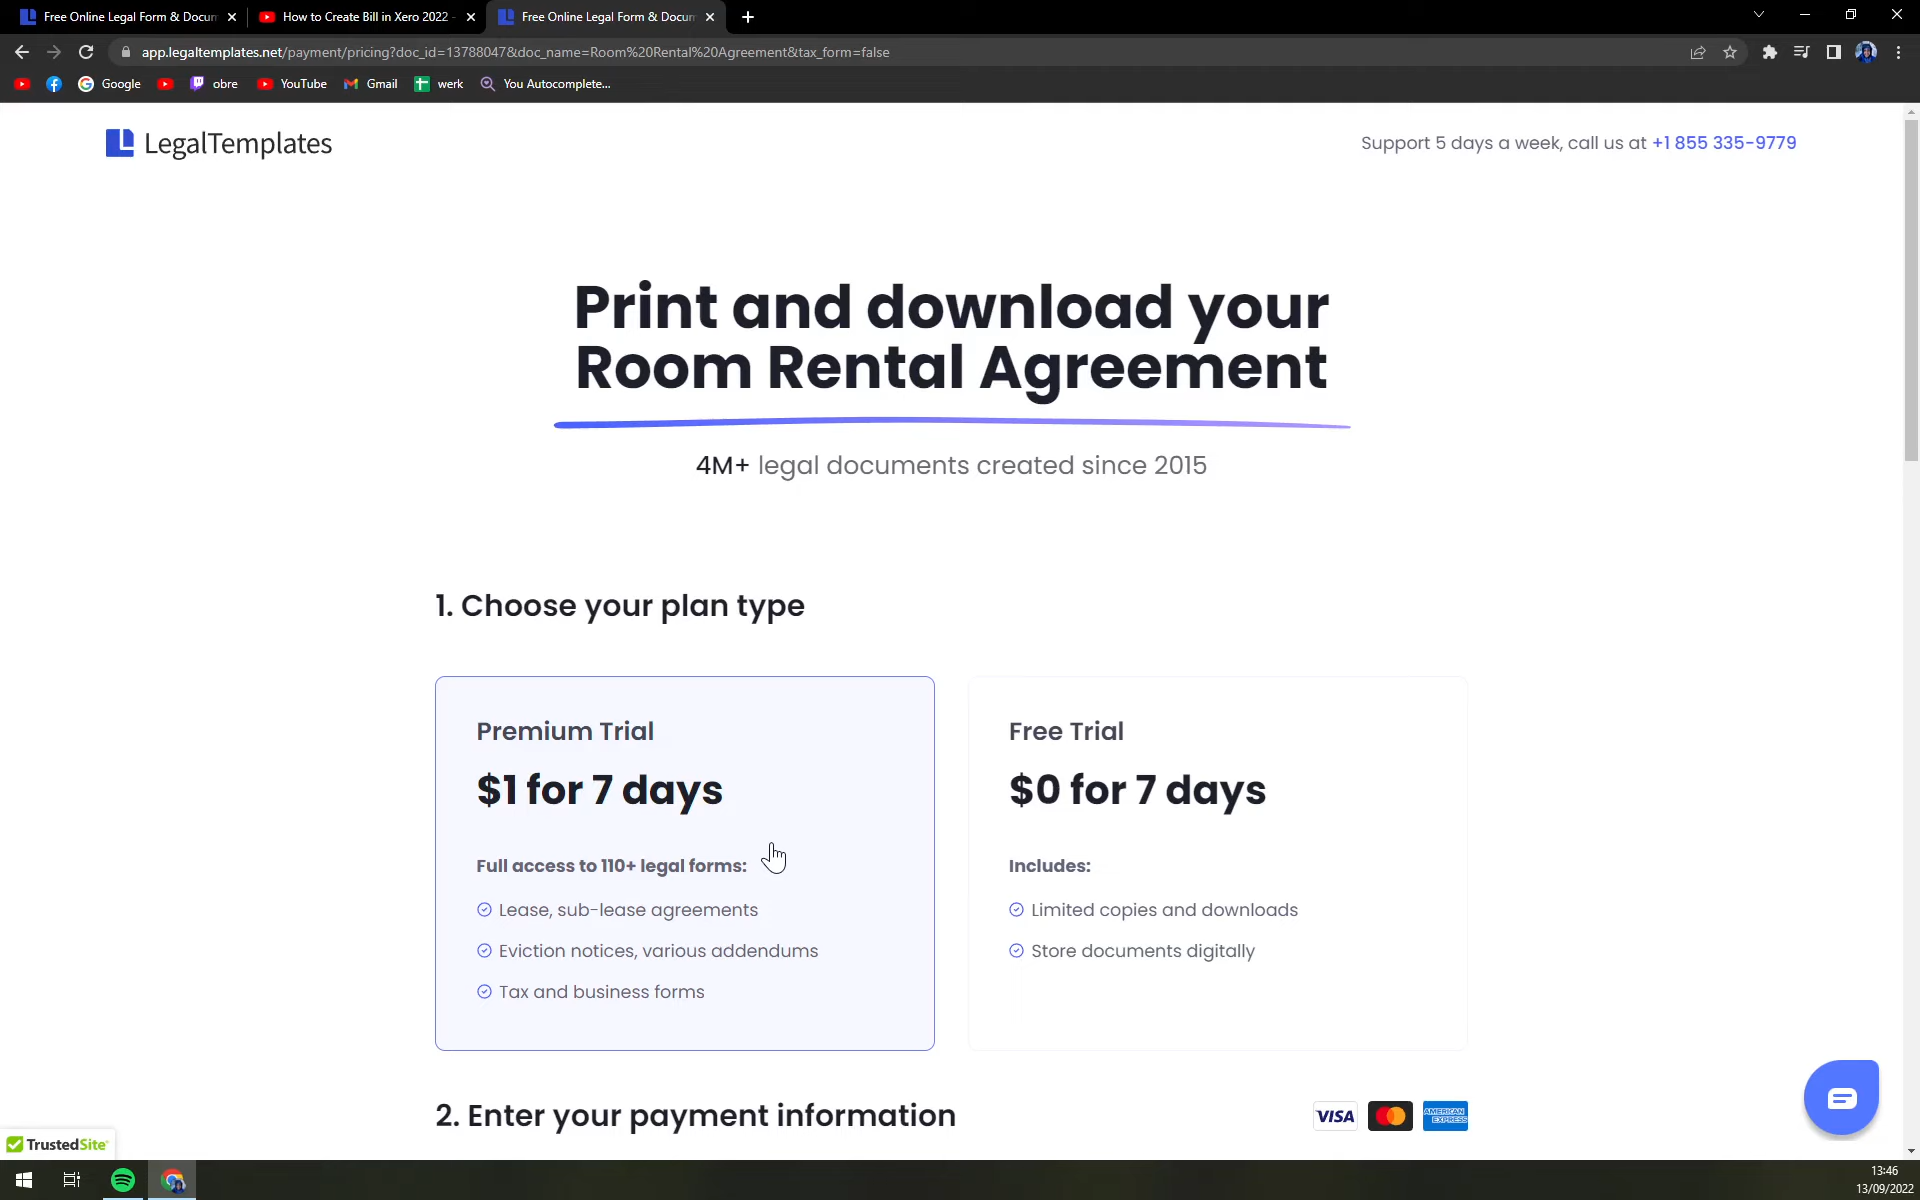 Free Online Legal Form & Docum
How to Create Bill in Xero 2022 -
Free Online Legal Form & Docum
app.legaltemplates.net/payment/pricing?doc_id=13788047&doc_name=Room%20Rental%20Agreement&tax_form=false
Google
obre
YouTube
Gmail
werk
You Autocomplete...
LegalTemplates
Support 5 days a week, call us at +1 855 335-9779
Print and download your
Room Rental Agreement
4M+ legal documents created since 2015
1. Choose your plan type
Premium Trial
$1 for 7 days
Full access to 110+ legal forms:
Lease, sub-lease agreements
Eviction notices, various addendums
Tax and business forms
Free Trial
$0 for 7 days
Includes:
Limited copies and downloads
Store documents digitally
2. Enter your payment information
VISA
AMERICAN
EXPRESS
TrustedSite
13:46
13/09/2022